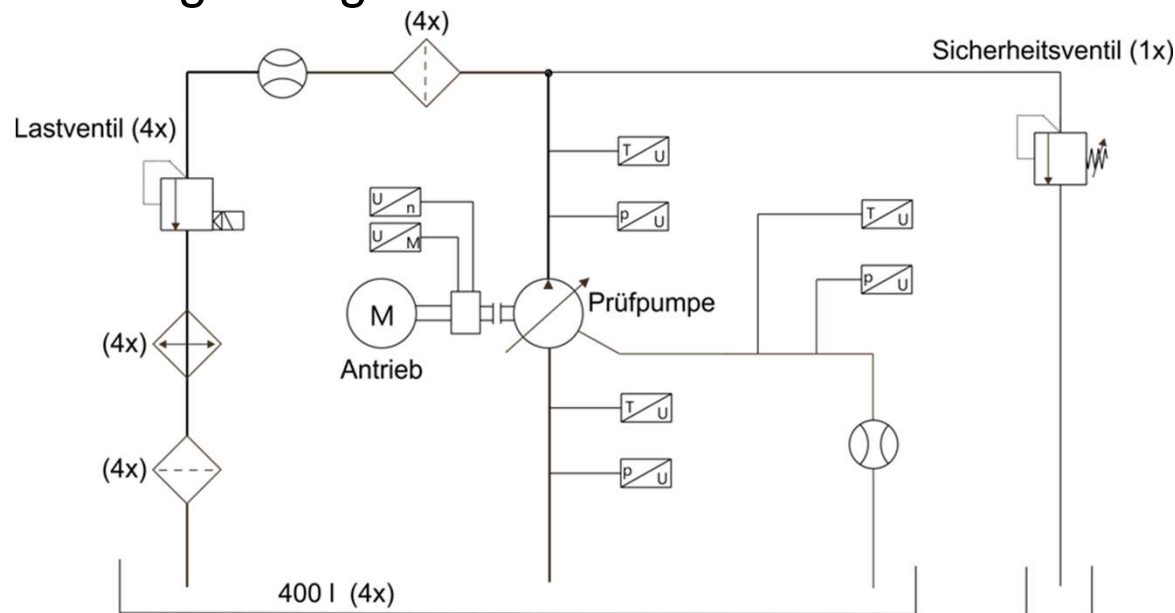 (4x)
Sicherheitsventil (1x)
Lastventil (4x)
T U
U n
p U
T U
U M
p U
M
Prüfpumpe
(4x)
Antrieb
T U
(4x)
p U
400 l (4x)